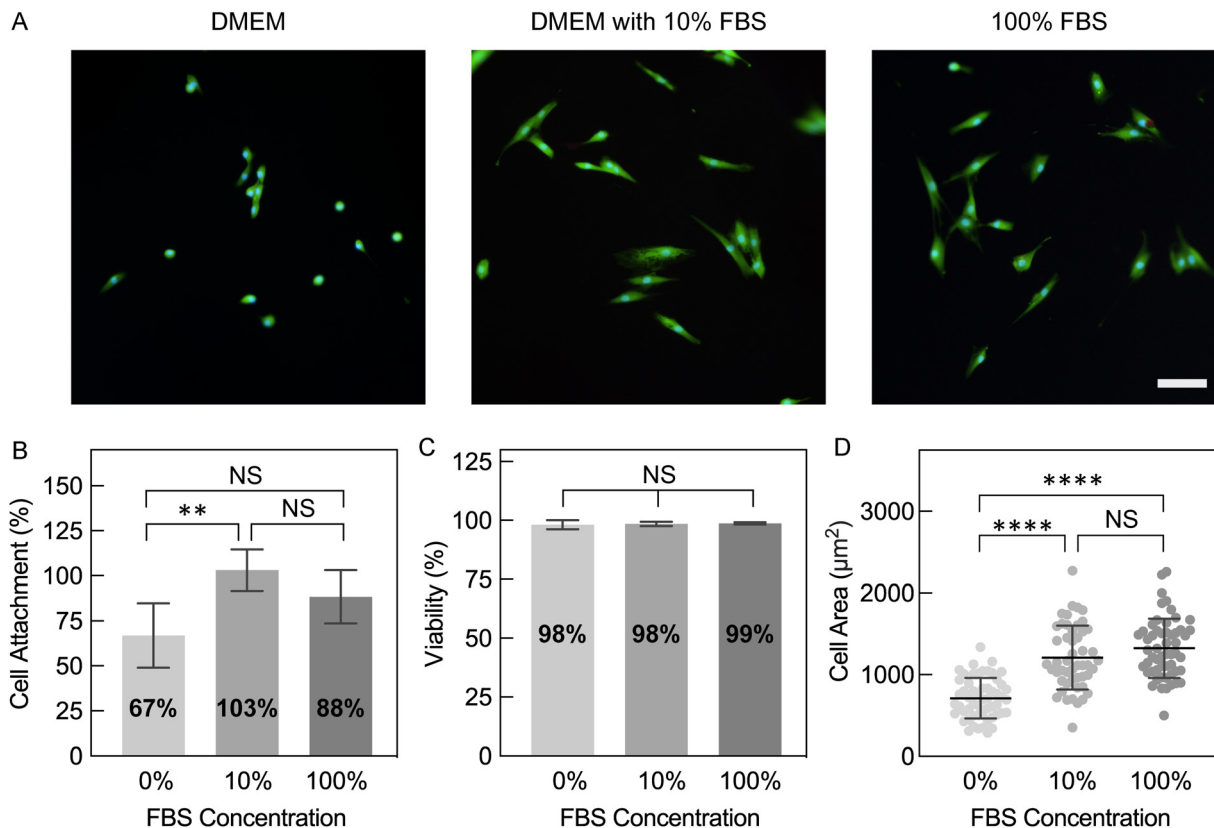 A
DMEM
DMEM with 10% FBS
100% FBS
B
Cell Attachment (%)
150
125
100
75
50
25
0
NS
**
NS
67%
103%
88%
0%
10%
100%
FBS Concentration
C
Viability (%)
125
100
75
50
25
0
NS
98%
98%
99%
0%
10%
100%
FBS Concentration
D
Cell Area (µm²)
3000
2000
1000
0
****
****
NS
0%
10%
100%
FBS Concentration